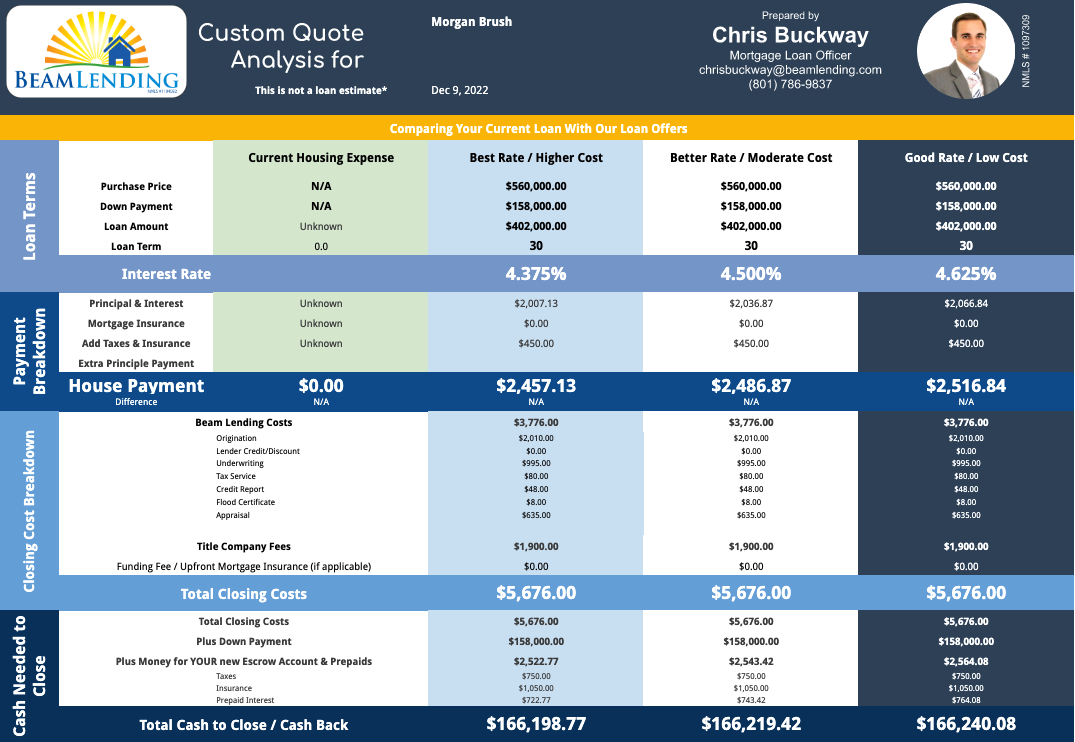 BEAMLENDING
Custom Quote
Analysis for
This is not a loan estimate*
Morgan Brush
Dec 9, 2022
Prepared by
Chris Buckway
Mortgage Loan Officer
chrisbuckway@beamlending.com
(801) 786-9837
NMLS # 1097309
Comparing Your Current Loan With Our Loan Offers
Loan Terms
Current Housing Expense Best Rate / Higher Cost Better Rate / Moderate Cost Good Rate / Low Cost
Purchase Price N/A $560,000.00 $560,000.00 $560,000.00
Down Payment N/A $158,000.00 $158,000.00 $158,000.00
Loan Amount Unknown $402,000.00 $402,000.00 $402,000.00
Loan Term 0.0 30 30 30
Interest Rate 4.375% 4.500% 4.625%
Payment Breakdown
Principal & Interest Unknown $2,007.13 $2,036.87 $2,066.84
Mortgage Insurance Unknown $0.00 $0.00 $0.00
Add Taxes & Insurance Unknown $450.00 $450.00 $450.00
Extra Principle Payment
House Payment $0.00 $2,457.13 $2,486.87 $2,516.84
Difference N/A N/A N/A N/A
Closing Cost Breakdown
Beam Lending Costs $3,776.00 $3,776.00 $3,776.00
Origination $2,010.00 $2,010.00 $2,010.00
Lender Credit/Discount $0.00 $0.00 $0.00
Underwriting $995.00 $995.00 $995.00
Tax Service $80.00 $80.00 $80.00
Credit Report $48.00 $48.00 $48.00
Flood Certificate $8.00 $8.00 $8.00
Appraisal $635.00 $635.00 $635.00
Title Company Fees $1,900.00 $1,900.00 $1,900.00
Funding Fee / Upfront Mortgage Insurance (if applicable) $0.00 $0.00 $0.00
Total Closing Costs $5,676.00 $5,676.00 $5,676.00
Cash Needed to Close
Total Closing Costs $5,676.00 $5,676.00 $5,676.00
Plus Down Payment $158,000.00 $158,000.00 $158,000.00
Plus Money for YOUR new Escrow Account & Prepaids $2,522.77 $2,543.42 $2,564.08
Taxes $750.00 $750.00 $750.00
Insurance $1,050.00 $1,050.00 $1,050.00
Prepaid Interest $722.77 $743.42 $764.08
Total Cash to Close / Cash Back $166,198.77 $166,219.42 $166,240.08